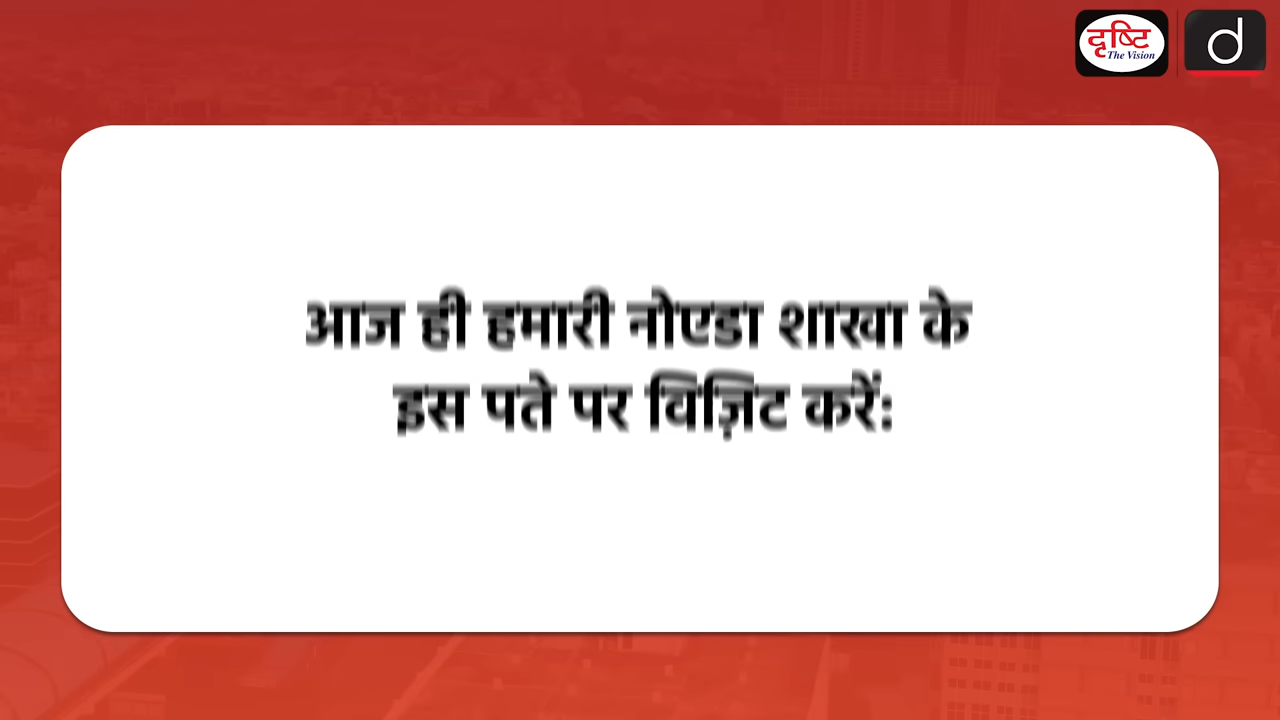 दृष्टि
The Vision
d
आज ही हमारी नोएडा शाखा के
इस पते पर विज़िट करें: